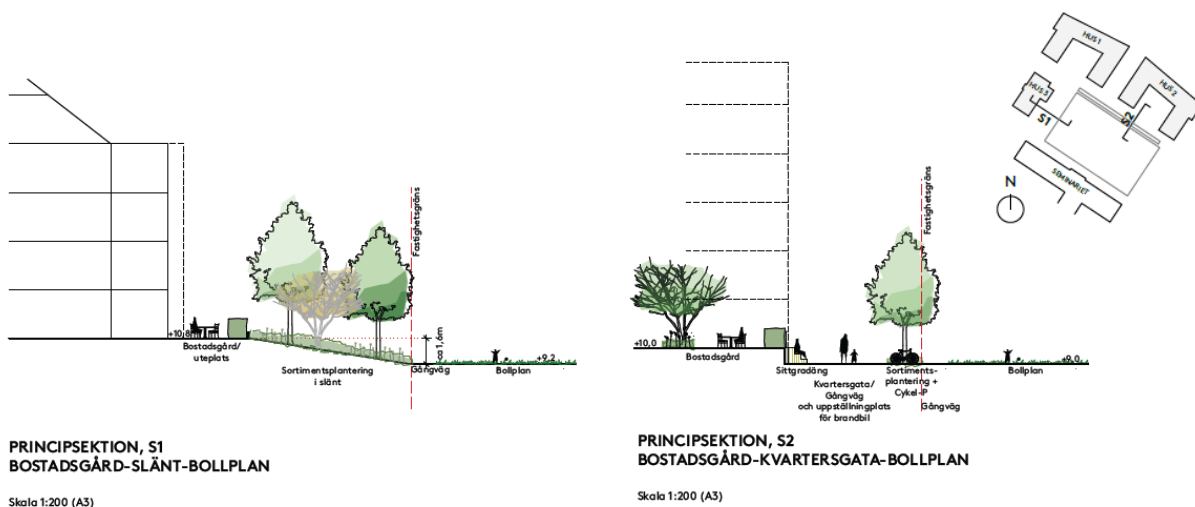 Fastighetsgräns
+10,8
Bostadsgård/
uteplats
Sortimentsplantering
i slänt
ca 1,6m
Gångväg
Bollplan
+9,2
PRINCIPSEKTION, S1
BOSTADSGÅRD-SLÄNT-BOLLPLAN
Skala 1:200 (A3)
Fastighetsgräns
+10,0
Bostadsgård
Sittgradäng
Kvartersgata/
Gångväg
och uppställningplats
för brandbil
Sortiments-
plantering +
Cykel-P
Gångväg
Bollplan
+9,0
PRINCIPSEKTION, S2
BOSTADSGÅRD-KVARTERSGATA-BOLLPLAN
Skala 1:200 (A3)
HUS 1
HUS 2
HUS 3
S1
S2
SEMINARIET
N